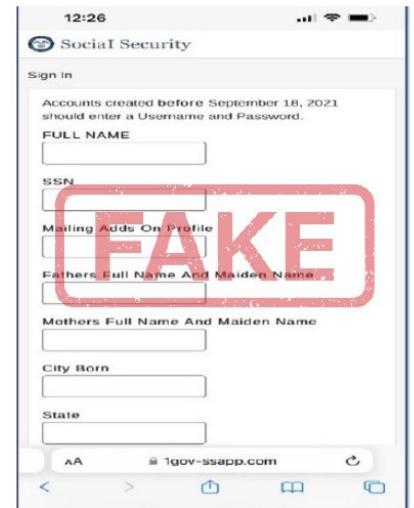 12:26
SociaI Security
Sign In
Accounts created before September 18, 2021
should enter a Username and Password.
FULL NAME
SSN
Mailing Adds On Profile
FAKE
Fathers Full Name And Maiden Name
Mothers Full Name And Maiden Name
City Born
State
AA
1gov-ssapp.com